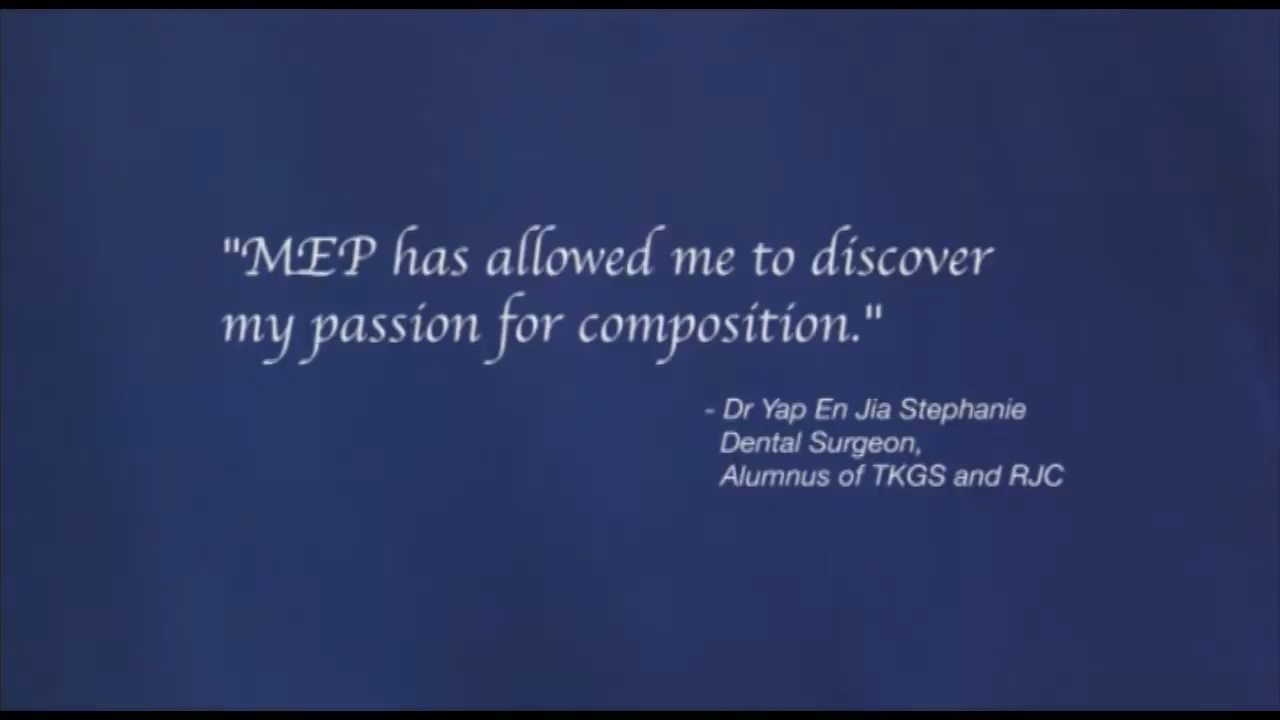 "MEP has allowed me to discover
my passion for composition."
- Dr Yap En Jia Stephanie
Dental Surgeon,
Alumnus of TKGS and RJC